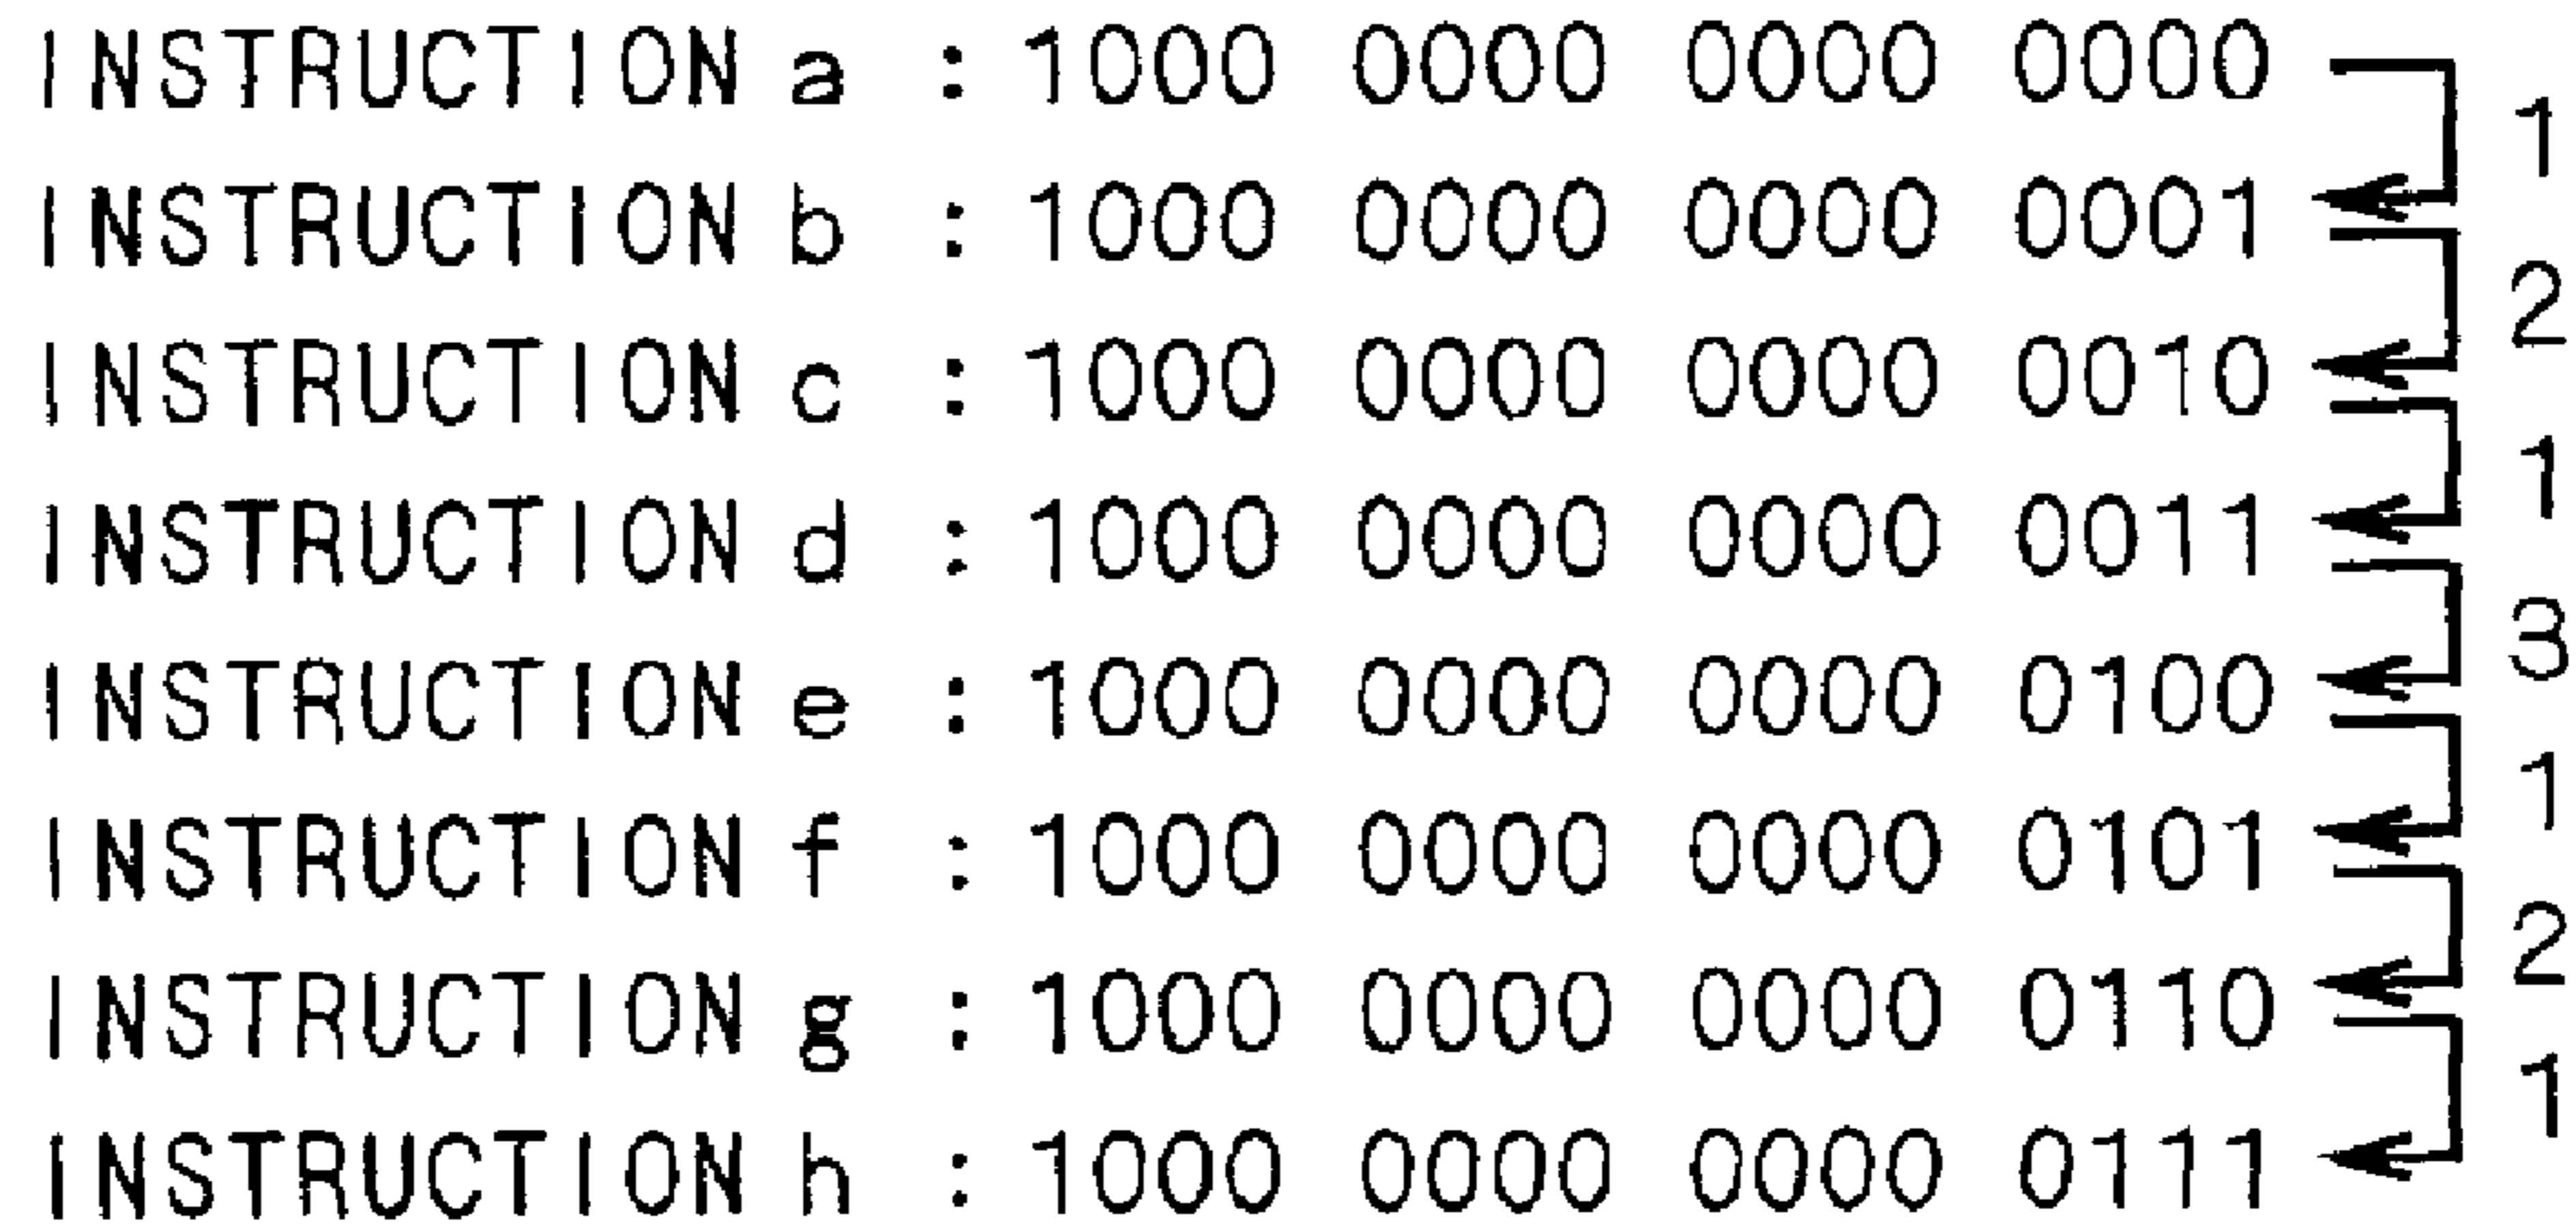 INSTRUCTION a : 1000 0000 0000 0000
1
INSTRUCTION b : 1000 0000 0000 0001
2
INSTRUCTION c : 1000 0000 0000 0010
1
INSTRUCTION d : 1000 0000 0000 0011
3
INSTRUCTION e : 1000 0000 0000 0100
1
INSTRUCTION f : 1000 0000 0000 0101
2
INSTRUCTION g : 1000 0000 0000 0110
1
INSTRUCTION h : 1000 0000 0000 0111